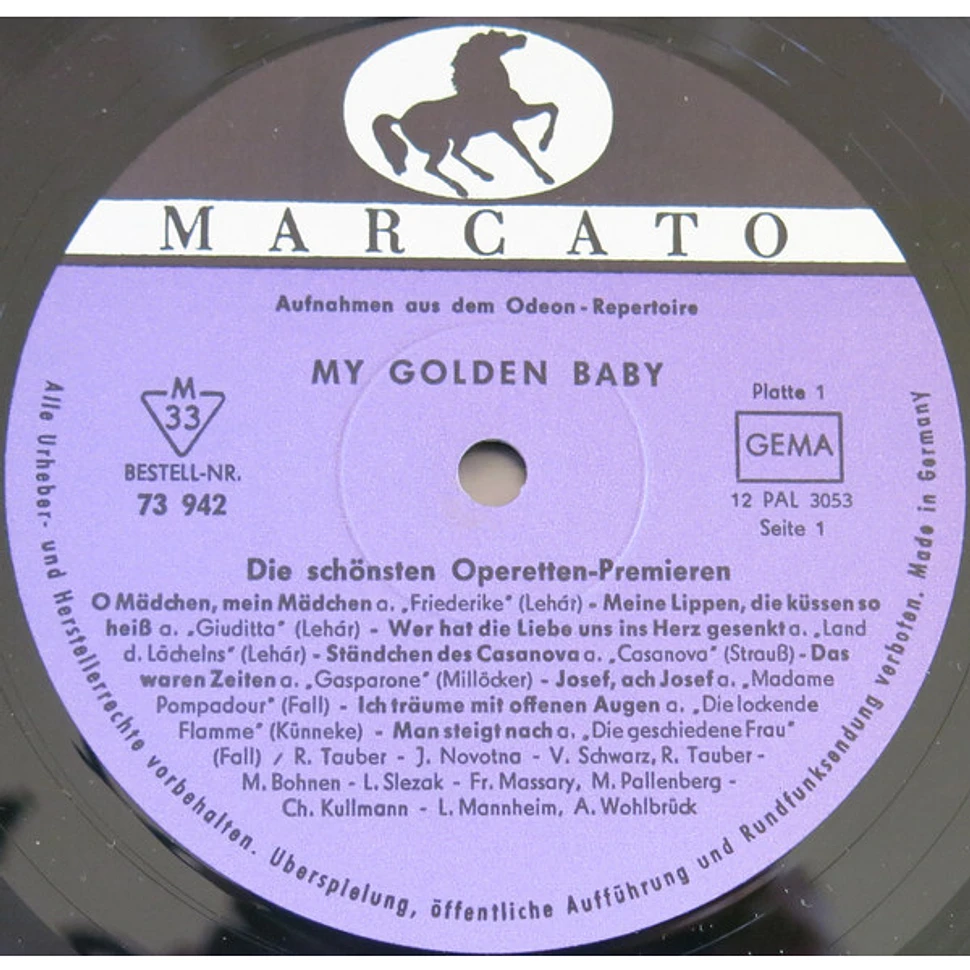 MARCATO
Aufnahmen aus dem Odeon-Repertoire
MY GOLDEN BABY
M
33
BESTELL-NR.
73 942
Platte 1
GEMA
12 PAL 3053
Seite 1
Die schönsten Operetten-Premieren
O Mädchen, mein Mädchen a. „Friederike" (Lehár) - Meine Lippen, die küssen so
heiß a. „Giuditta" (Lehár) - Wer hat die Liebe uns ins Herz gesenkt a. „Land
d. Lächelns" (Lehár) - Ständchen des Casanova a. „Casanova" (Strauß) - Das
waren Zeiten a. „Gasparone" (Millöcker) - Josef, ach Josef a. „Madame
Pompadour" (Fall) - Ich träume mit offenen Augen a. „Die lockende
Flamme" (Künneke) - Man steigt nach a. „Die geschiedene Frau"
(Fall) / R. Tauber - J. Novotna - V. Schwarz, R. Tauber -
M. Bohnen - L. Slezak - Fr. Massary, M. Pallenberg -
Ch. Kullmann - L. Mannheim, A. Wohlbrück
Alle Urheber- und Herstellerrechte vorbehalten. Überspielung, öffentliche Aufführung und Rundfunksendung verboten. Made in Germany